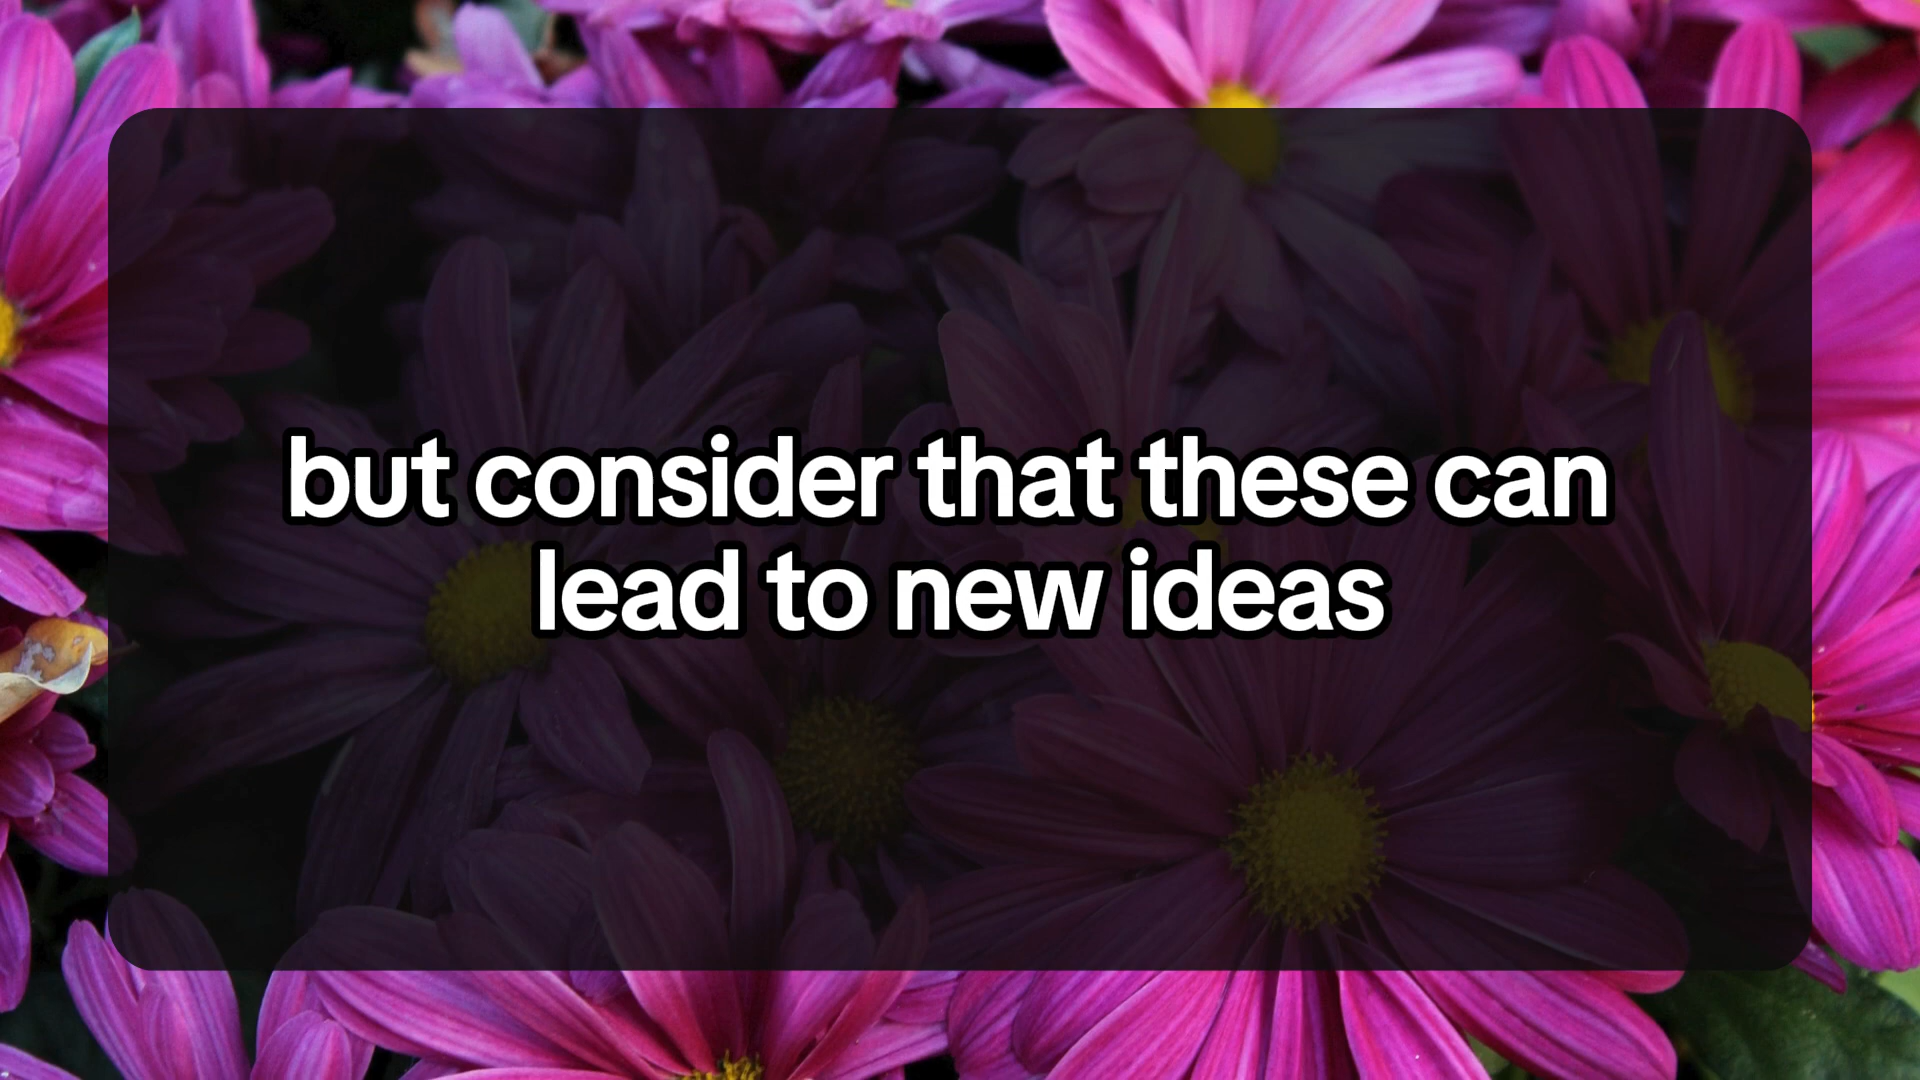 but consider that these can
lead to new ideas